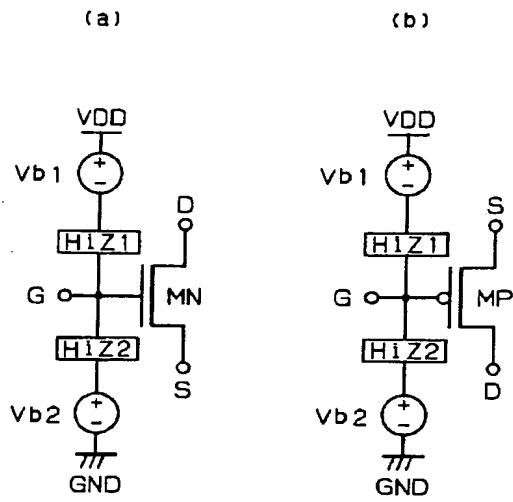 (a)
VDD
Vb1
+
-
HIZ1
D
G
MN
HIZ2
S
Vb2
+
-
GND
(b)
VDD
Vb1
+
-
HIZ1
S
G
MP
HIZ2
D
Vb2
+
-
GND